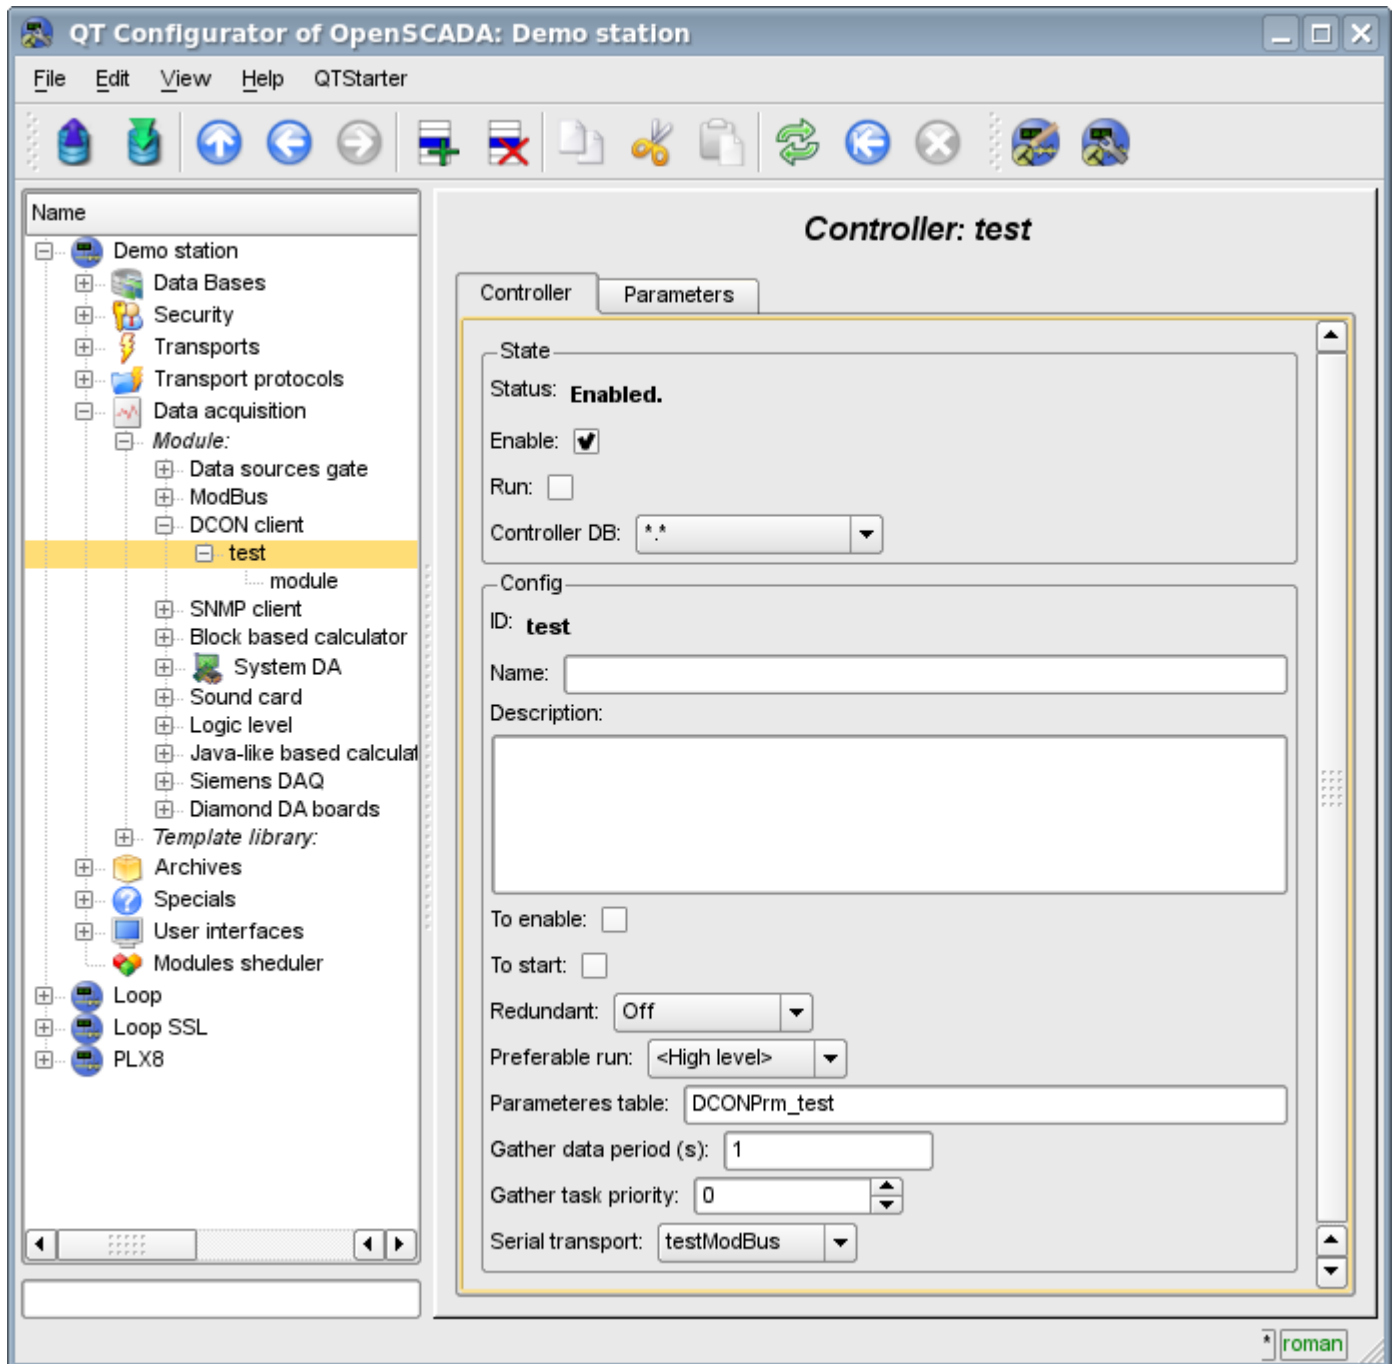 QT Configurator of OpenSCADA: Demo station
File Edit View Help QTStarter
Name
Demo station
Data Bases
Security
Transports
Transport protocols
Data acquisition
Module:
Data sources gate
ModBus
DCON client
test
module
SNMP client
Block based calculator
System DA
Sound card
Logic level
Java-like based calculat
Siemens DAQ
Diamond DA boards
Template library:
Archives
Specials
User interfaces
Modules sheduler
Loop
Loop SSL
PLX8
Controller: test
Controller Parameters
State
Status: Enabled.
Enable:
Run:
Controller DB: *.*
Config
ID: test
Name:
Description:
To enable:
To start:
Redundant: Off
Preferable run: <High level>
Parameteres table: DCONPrm_test
Gather data period (s): 1
Gather task priority: 0
Serial transport: testModBus
* roman